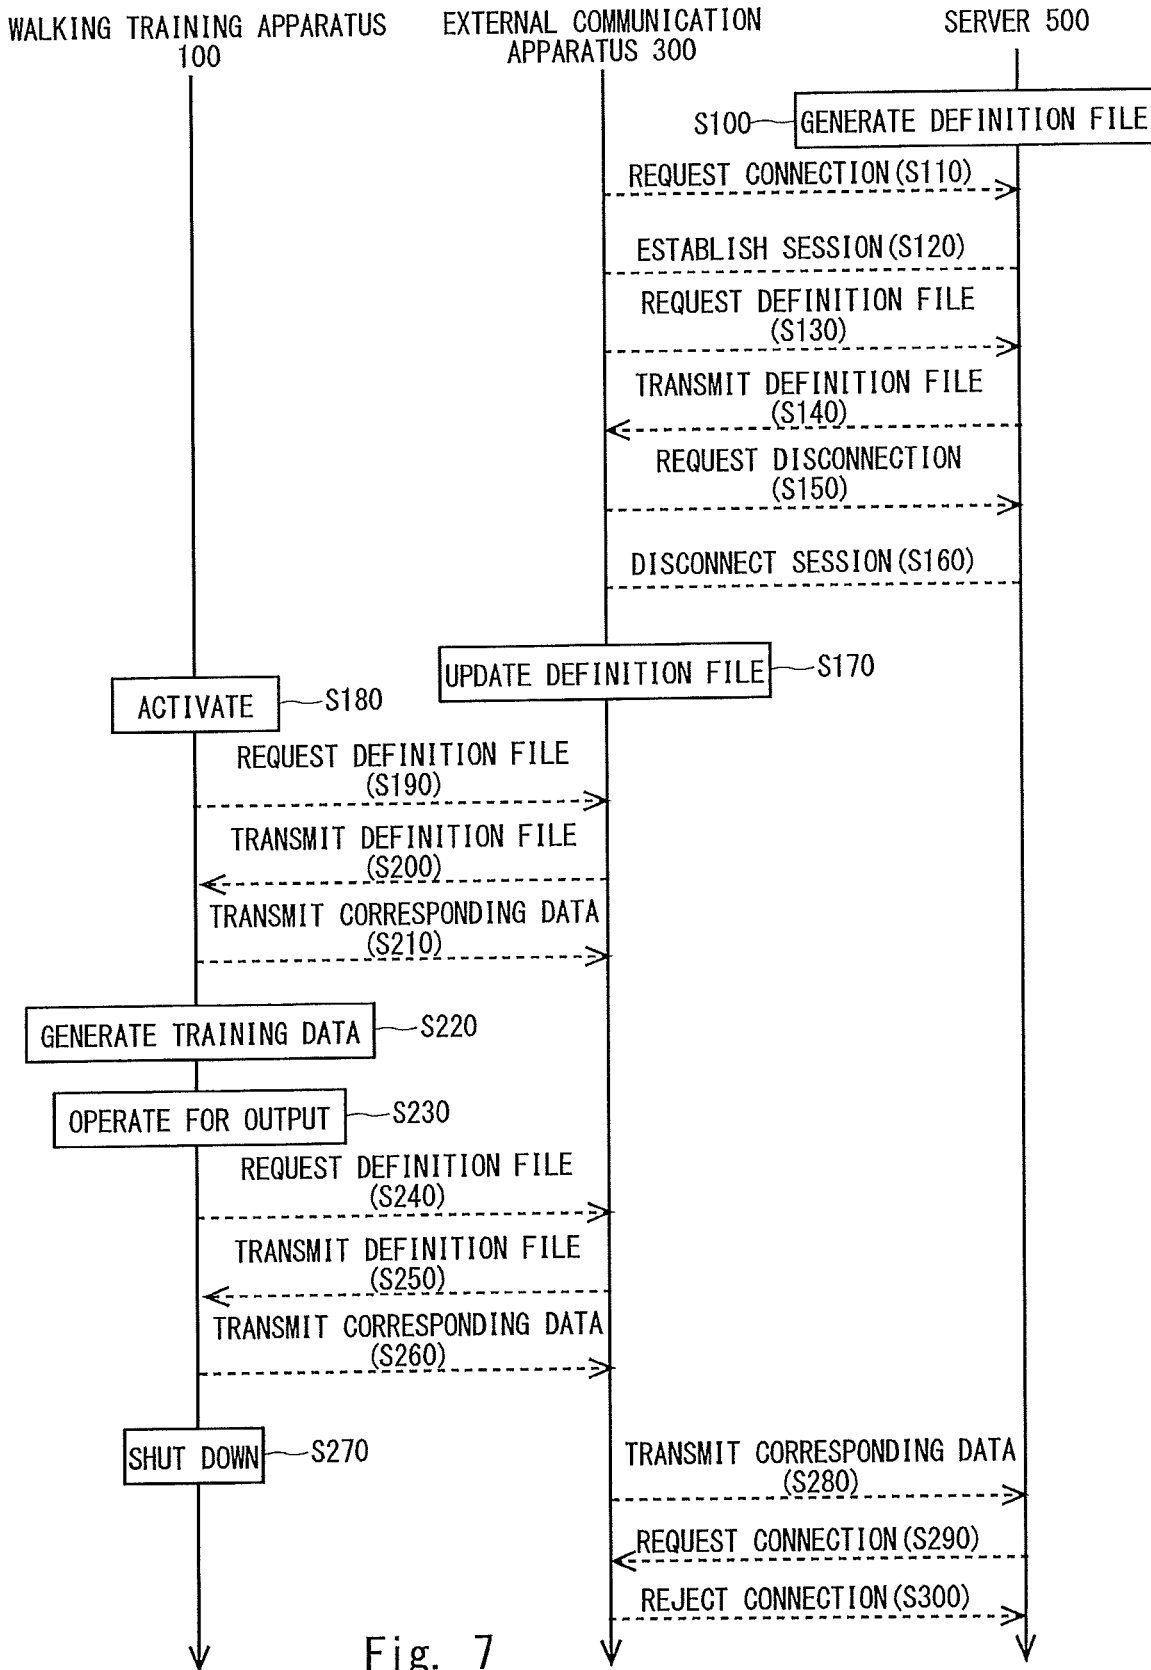 WALKING TRAINING APPARATUS
100
EXTERNAL COMMUNICATION
APPARATUS 300
SERVER 500
S100
GENERATE DEFINITION FILE
REQUEST CONNECTION(S110)
ESTABLISH SESSION(S120)
REQUEST DEFINITION FILE
(S130)
TRANSMIT DEFINITION FILE
(S140)
REQUEST DISCONNECTION
(S150)
DISCONNECT SESSION(S160)
UPDATE DEFINITION FILE
S170
ACTIVATE
S180
REQUEST DEFINITION FILE
(S190)
TRANSMIT DEFINITION FILE
(S200)
TRANSMIT CORRESPONDING DATA
(S210)
GENERATE TRAINING DATA
S220
OPERATE FOR OUTPUT
S230
REQUEST DEFINITION FILE
(S240)
TRANSMIT DEFINITION FILE
(S250)
TRANSMIT CORRESPONDING DATA
(S260)
SHUT DOWN
S270
TRANSMIT CORRESPONDING DATA
(S280)
REQUEST CONNECTION(S290)
REJECT CONNECTION(S300)
Fig. 7